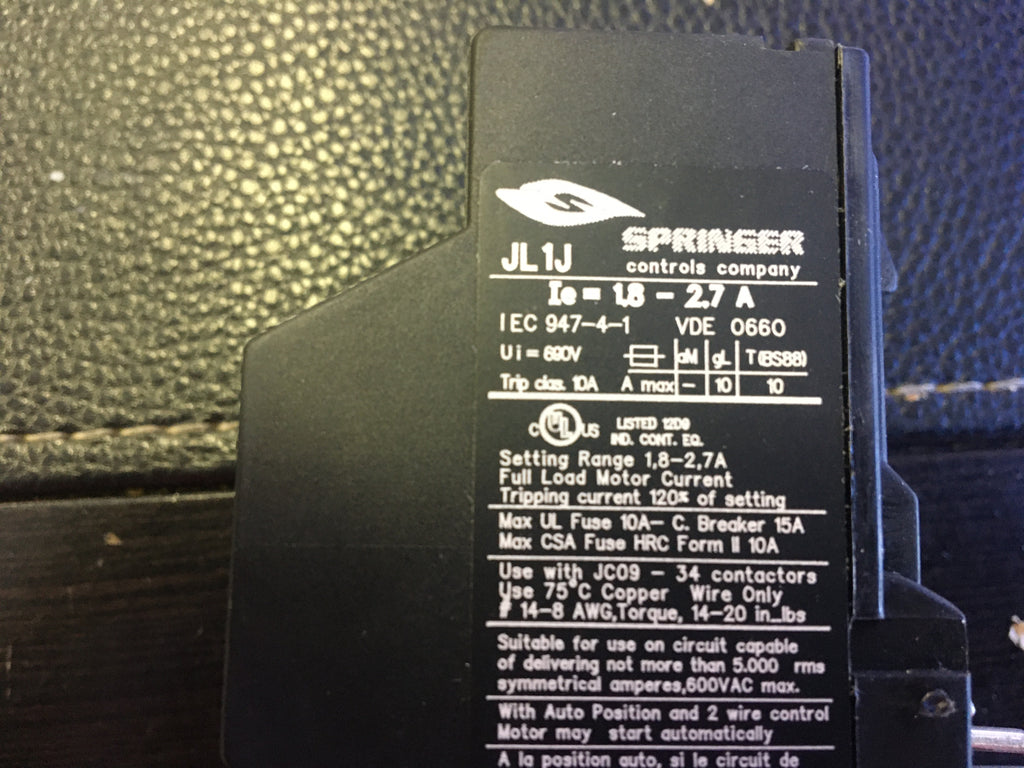 SPRINGER
JL1J controls company
Ie = 1.8 - 2.7 A
IEC 947-4-1 VDE 0660
Ui = 690V aM gL T(BS88)
Trip clas. 10A A max - 10 10
C UL US LISTED 12D9
IND. CONT. EQ.
Setting Range 1,8-2,7A
Full Load Motor Current
Tripping current 120% of setting
Max UL Fuse 10A- C. Breaker 15A
Max CSA Fuse HRC Form II 10A
Use with JC09 - 34 contactors
Use 75°C Copper Wire Only
# 14-8 AWG,Torque, 14-20 in_lbs
Suitable for use on circuit capable
of delivering not more than 5.000 rms
symmetrical amperes,600VAC max.
With Auto Position and 2 wire control
Motor may start automatically
A la position auto, si le circuit de